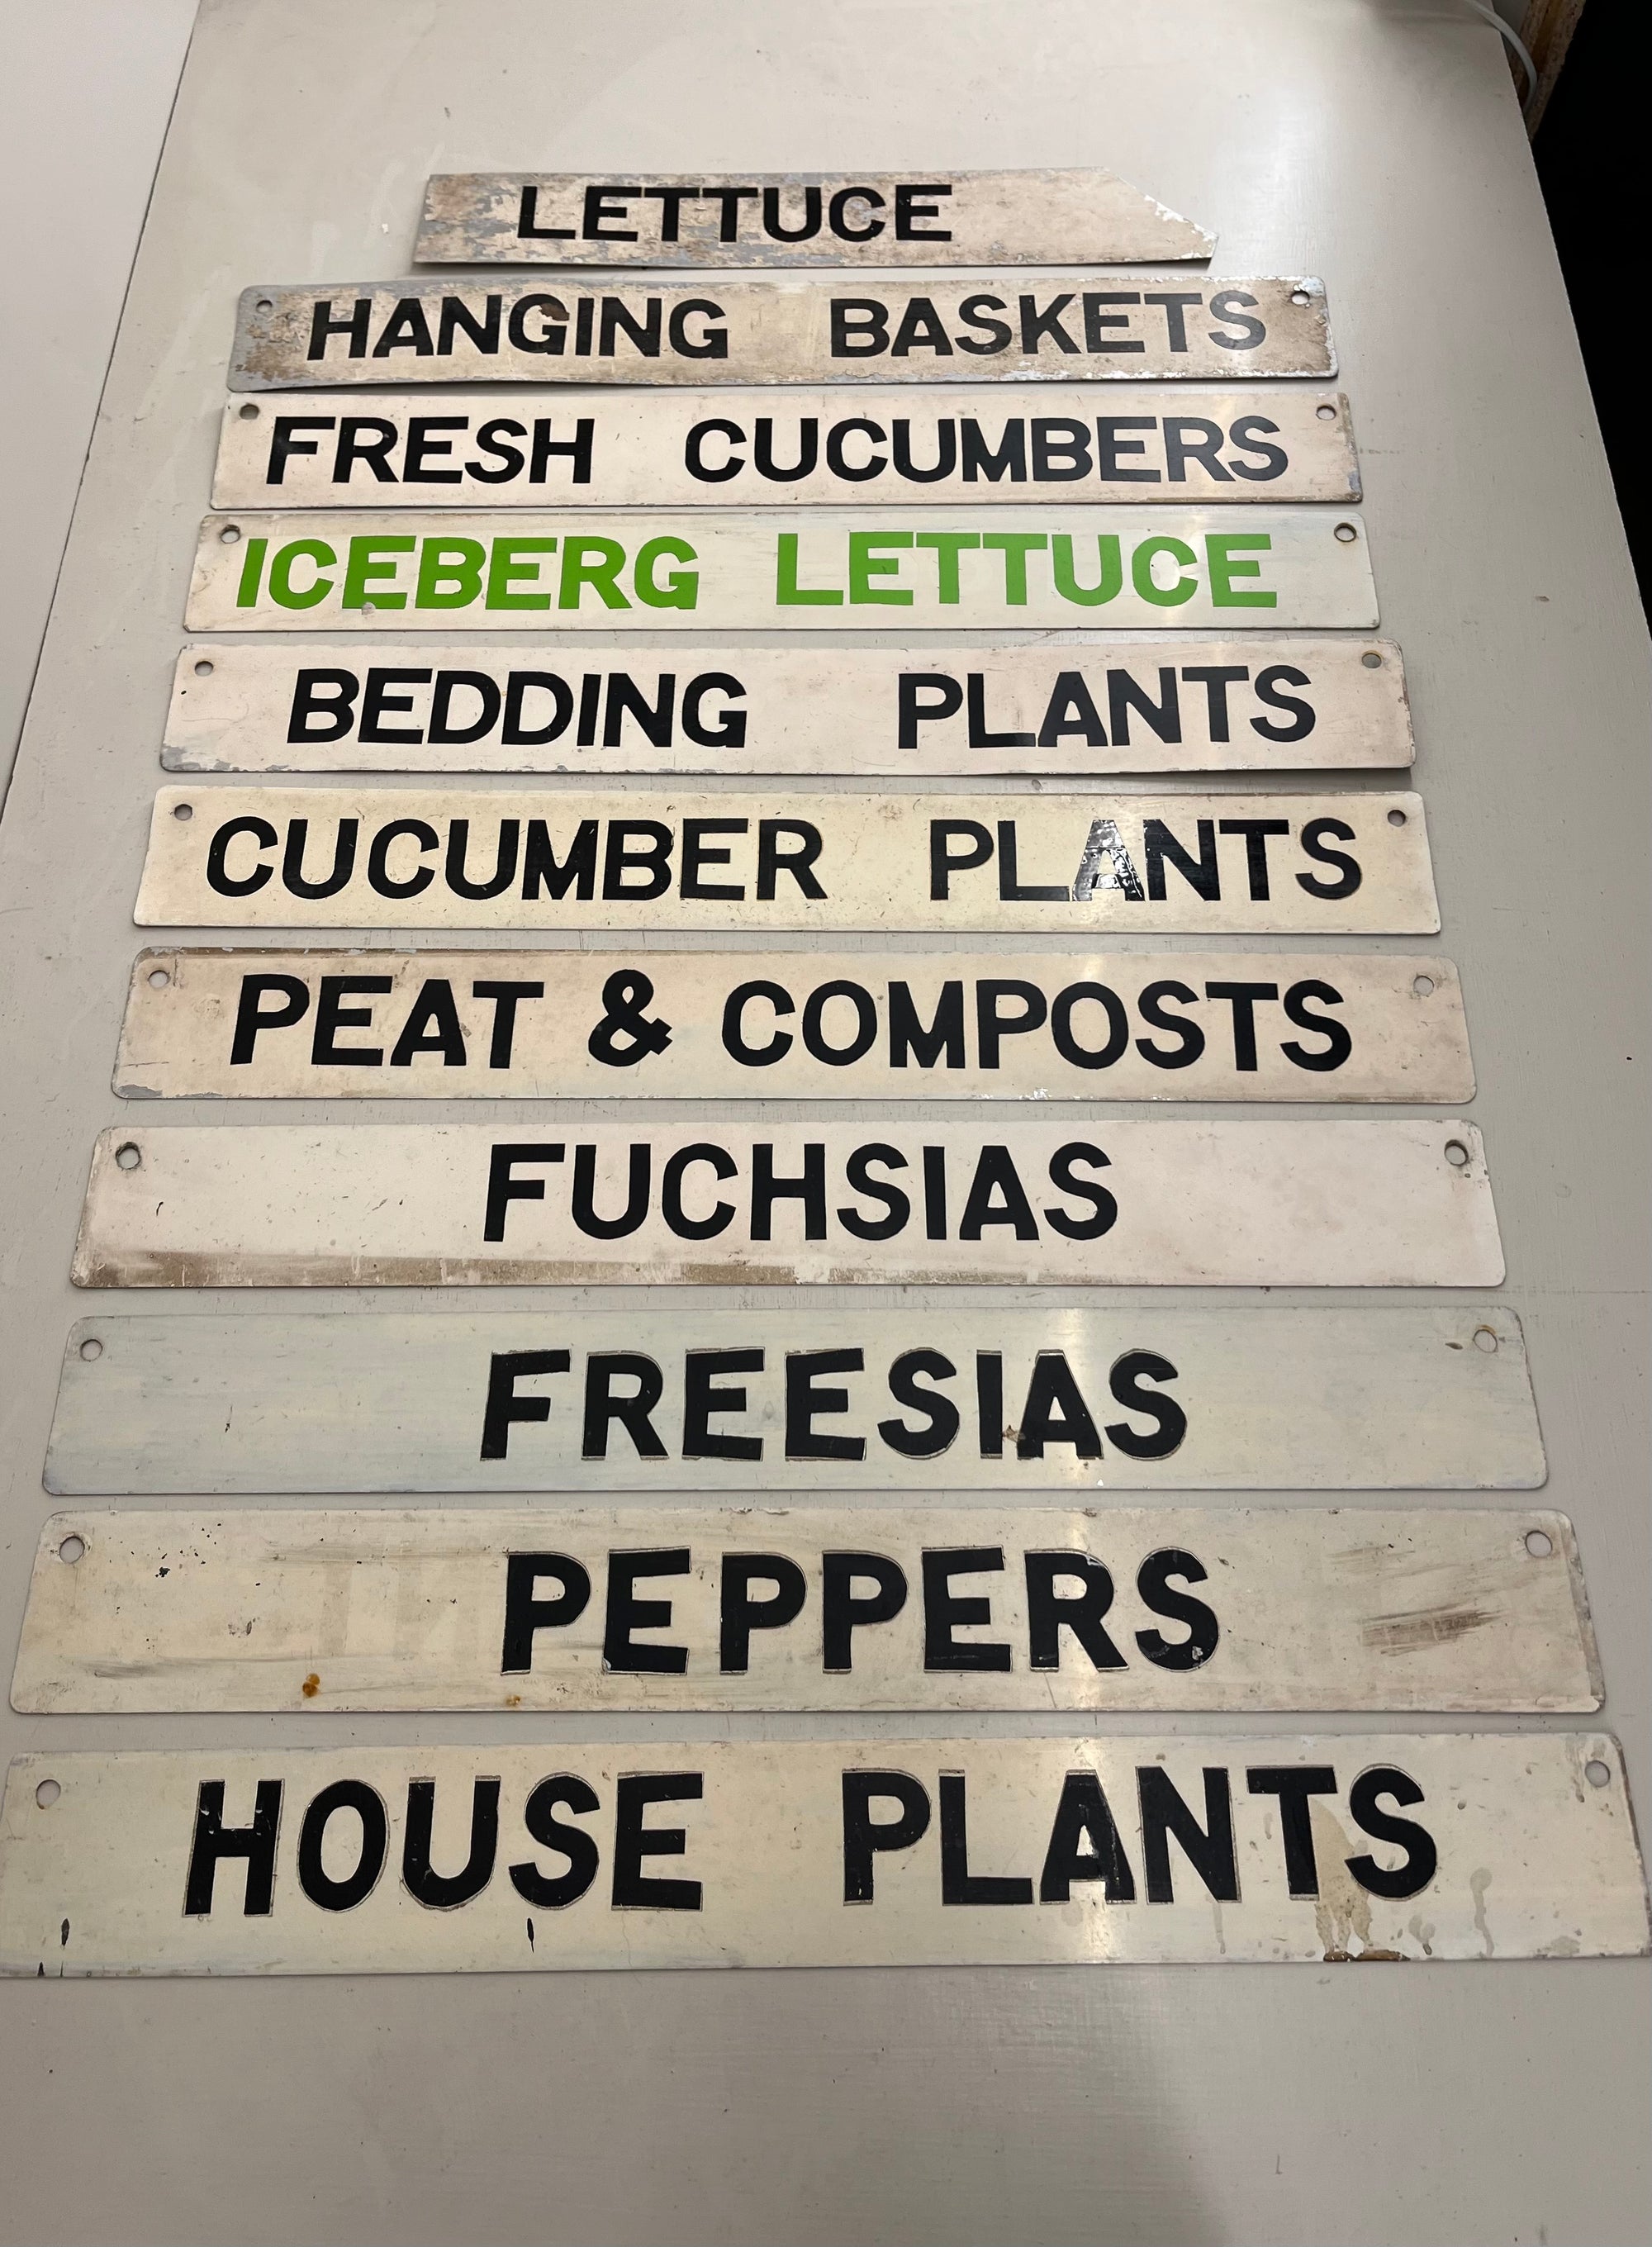 LETTUCE
HANGING BASKETS
FRESH CUCUMBERS
ICEBERG LETTUCE
BEDDING PLANTS
CUCUMBER PLANTS
PEAT & COMPOSTS
FUCHSIAS
FREESIAS
PEPPERS
HOUSE PLANTS